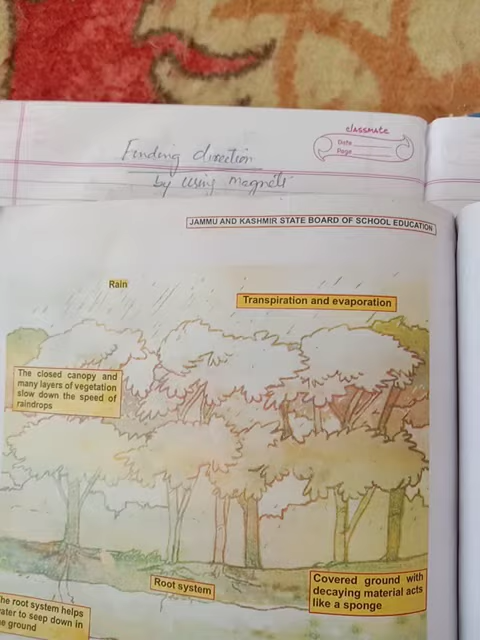 classmate
Date
Page
Finding direction
by using magnets
JAMMU AND KASHMIR STATE BOARD OF SCHOOL EDUCATION
Rain
Transpiration and evaporation
The closed canopy and
many layers of vegetation
slow down the speed of
raindrops
Root system
Covered ground with
decaying material acts
like a sponge
he root system helps
ater to seep down in
e ground